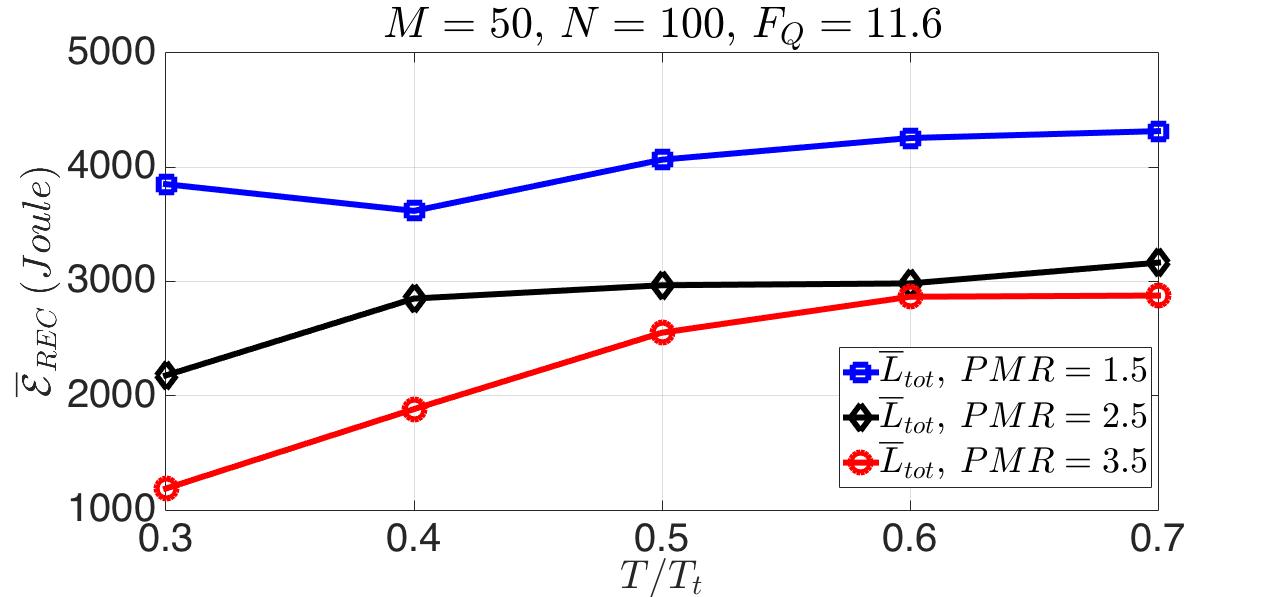 M = 50, N = 100, F_Q = 11.6
5000
4000
3000
2000
1000
ℰ̅_REC (Joule)
0.3 0.4 0.5 0.6 0.7
T/T_t
L̅_tot, PMR = 1.5
L̅_tot, PMR = 2.5
L̅_tot, PMR = 3.5